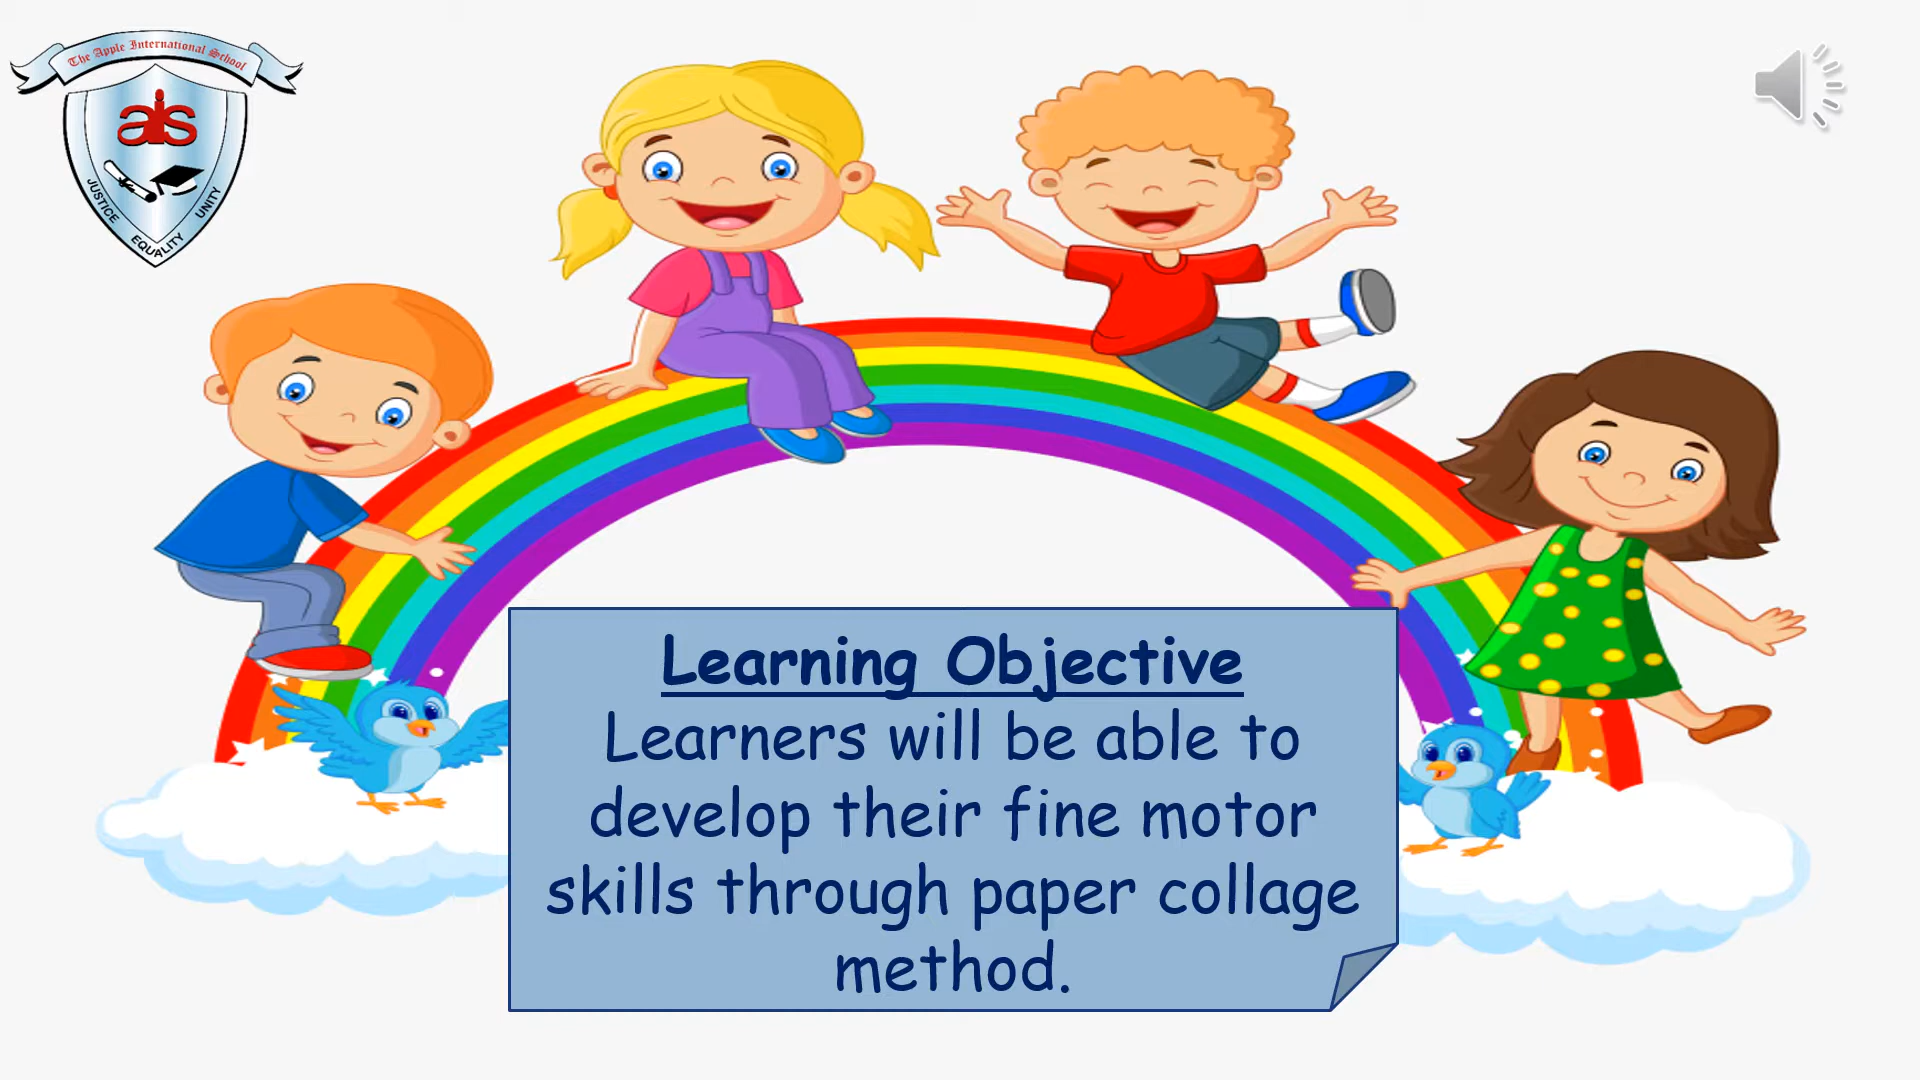 The Apple International School
ais
JUSTICE
EQUALITY
UNITY
Learning Objective
Learners will be able to
develop their fine motor
skills through paper collage
method.